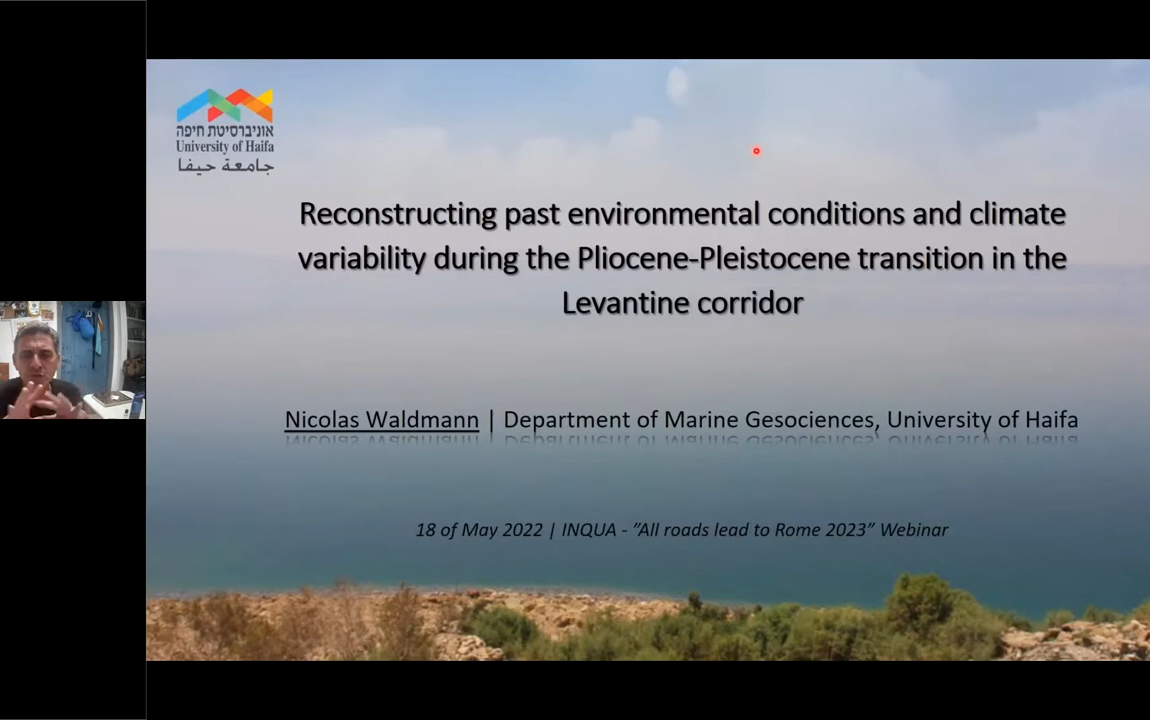 אוניברסיטת חיפה
University of Haifa
جامعة حيفا
Reconstructing past environmental conditions and climate
variability during the Pliocene-Pleistocene transition in the
Levantine corridor
Nicolas Waldmann | Department of Marine Gesociences, University of Haifa
18 of May 2022 | INQUA - ”All roads lead to Rome 2023” Webinar